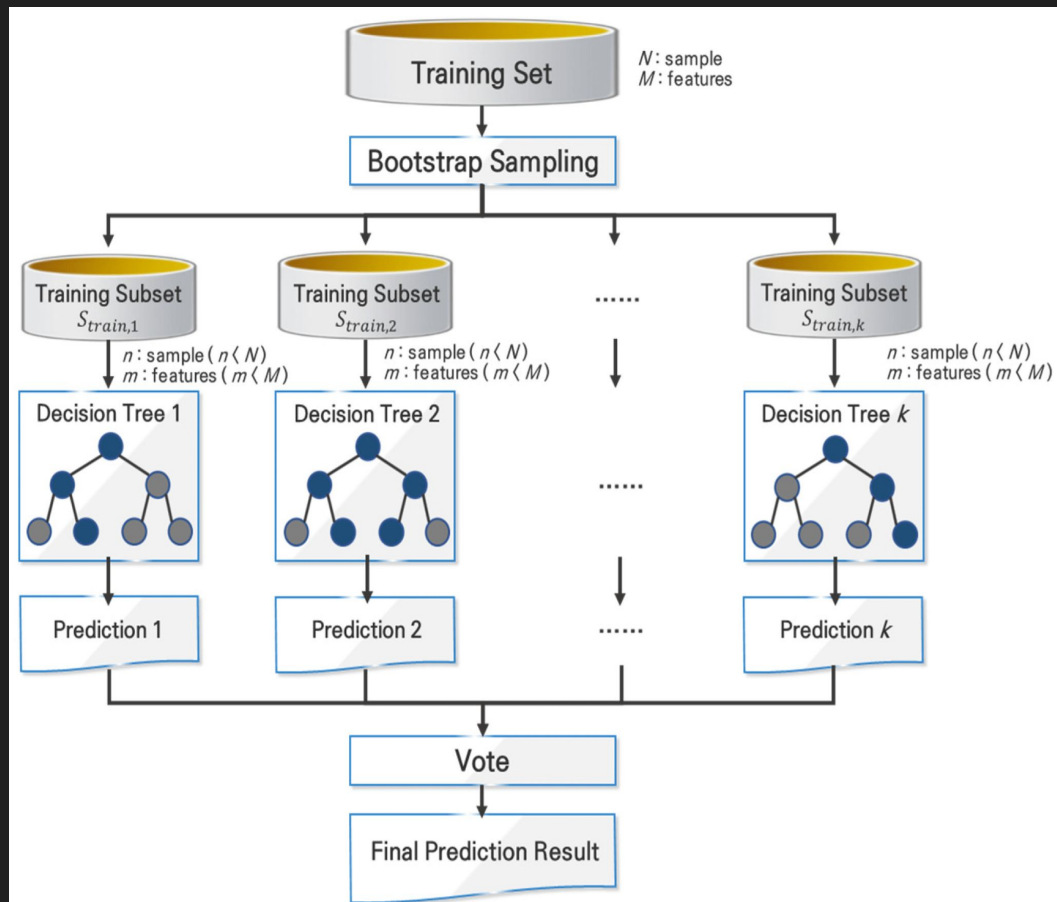 Training Set
N : sample
M : features
Bootstrap Sampling
Training Subset
S_train,1
Training Subset
S_train,2
......
Training Subset
S_train,k
n : sample ( n < N )
m : features ( m < M )
n : sample ( n < N )
m : features ( m < M )
n : sample ( n < N )
m : features ( m < M )
Decision Tree 1
Decision Tree 2
......
Decision Tree k
Prediction 1
Prediction 2
......
Prediction k
Vote
Final Prediction Result